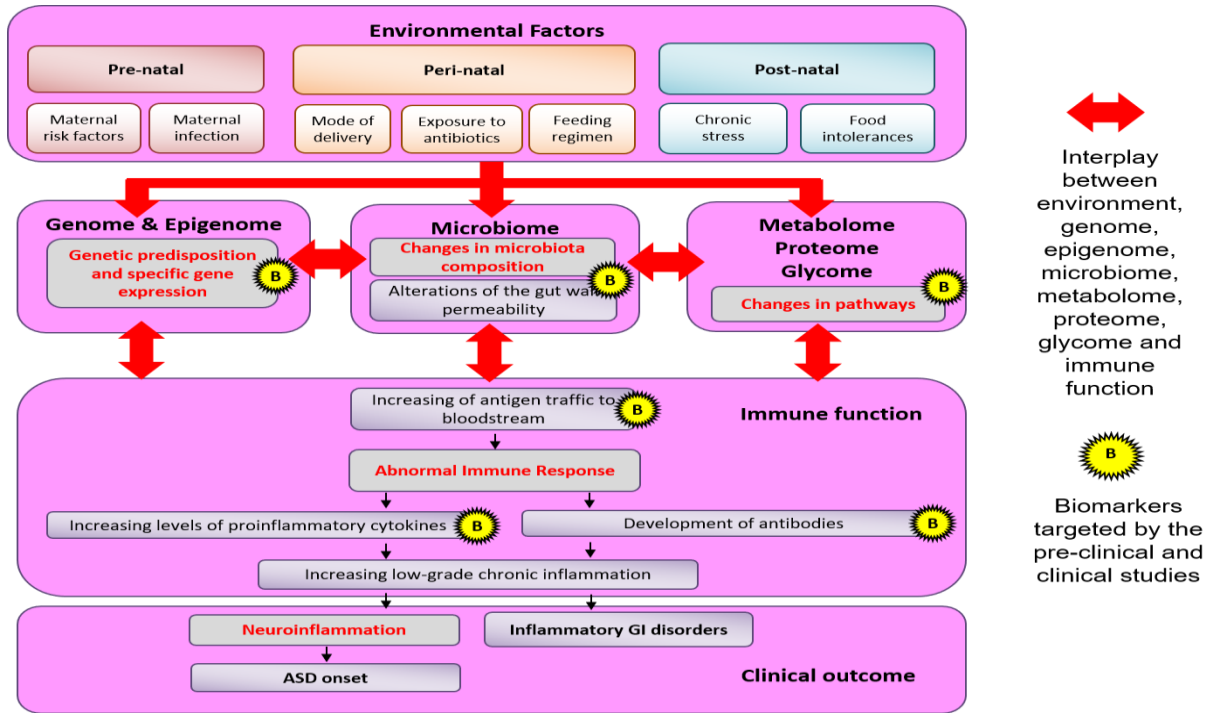 Environmental Factors
Pre-natal
Peri-natal
Post-natal
Maternal
risk factors
Maternal
infection
Mode of
delivery
Exposure to
antibiotics
Feeding
regimen
Chronic
stress
Food
intolerances
Genome & Epigenome
Genetic predisposition
and specific gene
expression
B
Microbiome
Changes in microbiota
composition
B
Alterations of the gut wall
permeability
Metabolome
Proteome
Glycome
B
Changes in pathways
Increasing of antigen traffic to
bloodstream
B
Immune function
Abnormal Immune Response
Increasing levels of proinflammatory cytokines
B
Development of antibodies
B
Increasing low-grade chronic inflammation
Neuroinflammation
Inflammatory GI disorders
ASD onset
Clinical outcome
Interplay
between
environment,
genome,
epigenome,
microbiome,
metabolome,
proteome,
glycome and
immune
function
B
Biomarkers
targeted by the
pre-clinical and
clinical studies